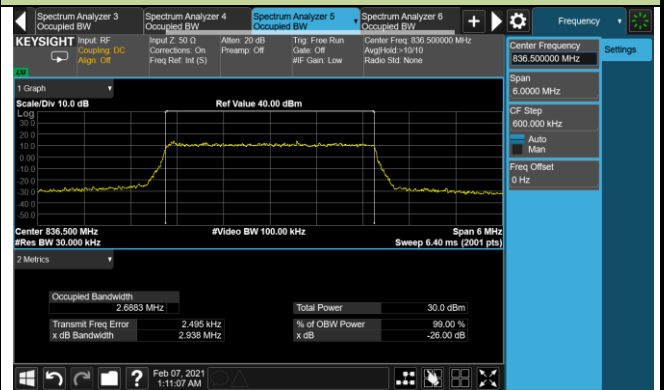 Spectrum Analyzer 3
Occupied BW
Spectrum Analyzer 4
Occupied BW
Spectrum Analyzer 5
Occupied BW
Spectrum Analyzer 6
Occupied BW
Frequency
KEYSIGHT
Input: RF
Coupling: DC
Align: Off
Input Z: 50 Ω
Corrections: On
Freq Ref: Int (S)
Atten: 20 dB
Preamp: Off
Trig: Free Run
Gate: Off
#IF Gain: Low
Center Freq: 836.500000 MHz
Avg|Hold:>10/10
Radio Std: None
Center Frequency
836.500000 MHz
Settings
Span
6.0000 MHz
CF Step
600.000 kHz
Auto
Man
Freq Offset
0 Hz
1 Graph
Scale/Div 10.0 dB
Ref Value 40.00 dBm
Log
30.0
20.0
10.0
0.00
-10.0
-20.0
-30.0
-40.0
-50.0
Center 836.500 MHz
#Video BW 100.00 kHz
Span 6 MHz
#Res BW 30.000 kHz
Sweep 6.40 ms (2001 pts)
2 Metrics
Occupied Bandwidth
2.6883 MHz
Total Power
30.0 dBm
Transmit Freq Error
2.495 kHz
% of OBW Power
99.00 %
x dB Bandwidth
2.938 MHz
x dB
-26.00 dB
Feb 07, 2021
1:11:07 AM